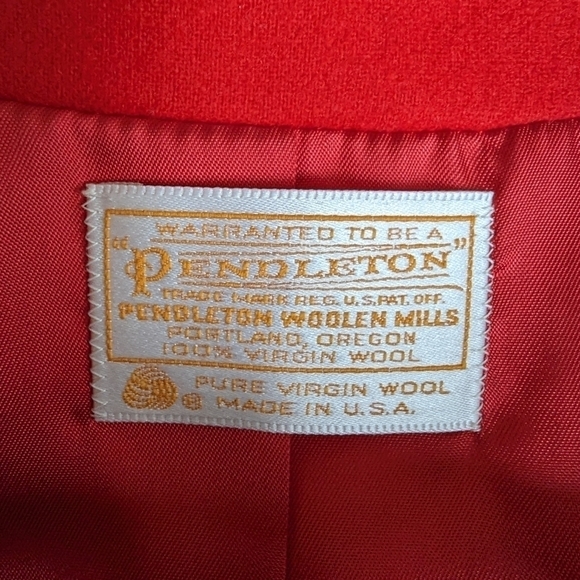 WARRANTED TO BE A
"PENDLETON"
TRADE MARK REG. U.S. PAT. OFF.
PENDLETON WOOLEN MILLS
PORTLAND, OREGON
100% VIRGIN WOOL
PURE VIRGIN WOOL
® MADE IN U.S.A.